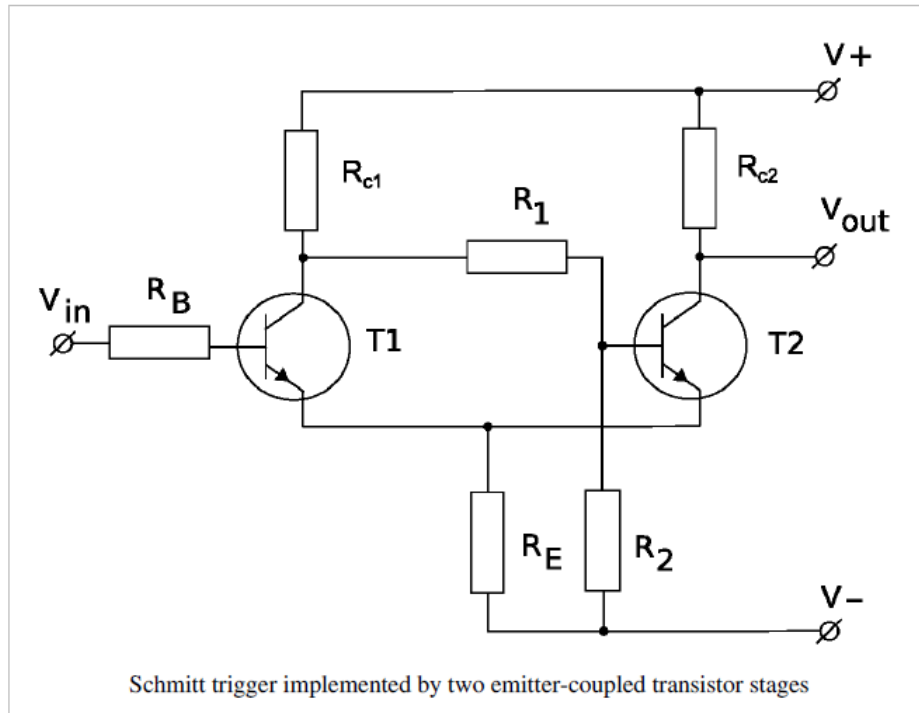 V+
Rc1
Rc2
R1
Vout
Vin
RB
T1
T2
RE
R2
V-
Schmitt trigger implemented by two emitter-coupled transistor stages